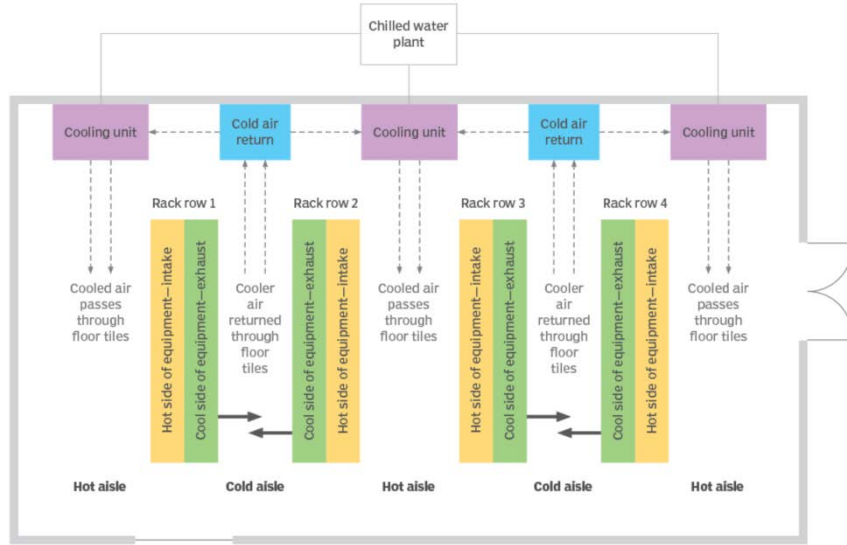 Chilled water
plant
Cooling unit
Cold air
return
Cooling unit
Cold air
return
Cooling unit
Rack row 1
Rack row 2
Rack row 3
Rack row 4
Cooled air
passes
through
floor tiles
Hot side of equipment—intake
Cool side of equipment—exhaust
Cooler
air
returned
through
floor
tiles
Cool side of equipment—exhaust
Hot side of equipment—intake
Cooled air
passes
through
floor tiles
Hot side of equipment—intake
Cool side of equipment—exhaust
Cooler
air
returned
through
floor
tiles
Cool side of equipment—exhaust
Hot side of equipment—intake
Cooled air
passes
through
floor tiles
Hot aisle
Cold aisle
Hot aisle
Cold aisle
Hot aisle